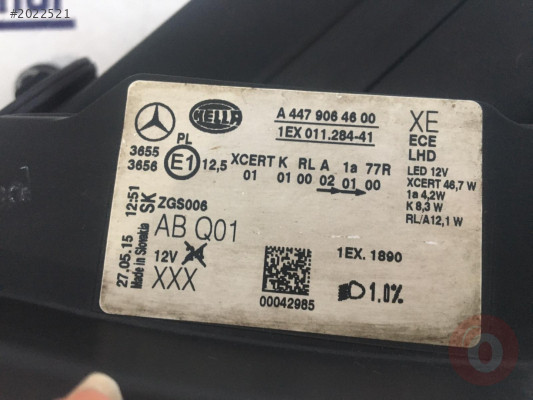 #2022521
HELLA
A 447 906 46 00
1EX 011.284-41
XE
ECE
LHD
LED 12V
XCERT 46,7 W
1a 4,2W
K 8,3 W
RL/A12,1 W
PL
3655
3656
E1
12,5
XCERT K RL A 1a 77R
01 01 00 02 01 00
27.05.15 12:51
Made in Slovakia SK
ZGS006
AB Q01
12V
XXX
00042985
1EX. 1890
1.0%